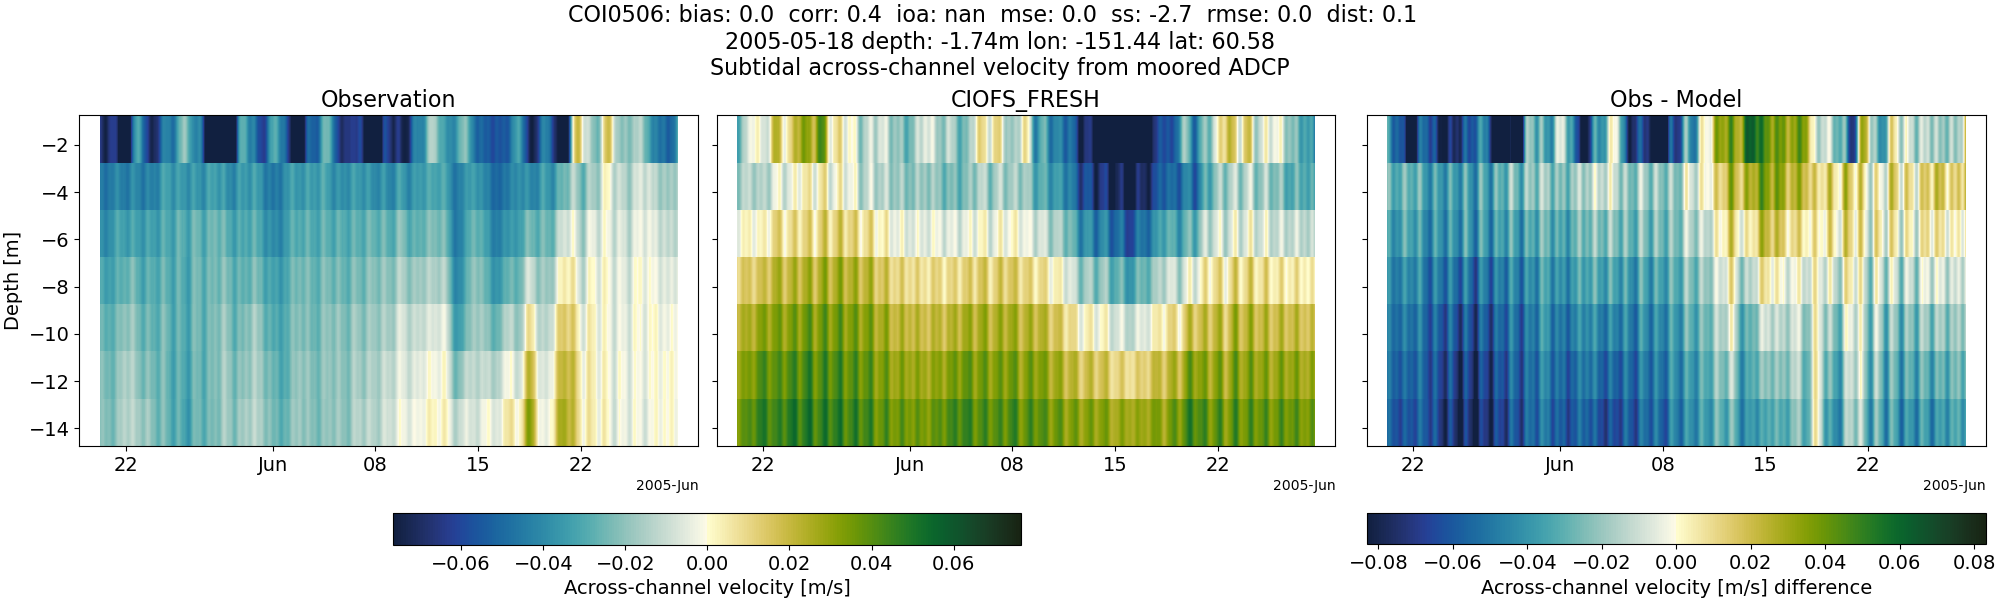 COI0506: bias: 0.0 corr: 0.4 ioa: nan mse: 0.0 ss: -2.7 rmse: 0.0 dist: 0.1
2005-05-18 depth: -1.74m lon: -151.44 lat: 60.58
Subtidal across-channel velocity from moored ADCP
Observation
CIOFS_FRESH
Obs - Model
Depth [m]
−2
−4
−6
−8
−10
−12
−14
22 Jun 08 15 22
2005-Jun
22 Jun 08 15 22
2005-Jun
22 Jun 08 15 22
2005-Jun
−0.06 −0.04 −0.02 0.00 0.02 0.04 0.06
Across-channel velocity [m/s]
−0.08 −0.06 −0.04 −0.02 0.00 0.02 0.04 0.06 0.08
Across-channel velocity [m/s] difference